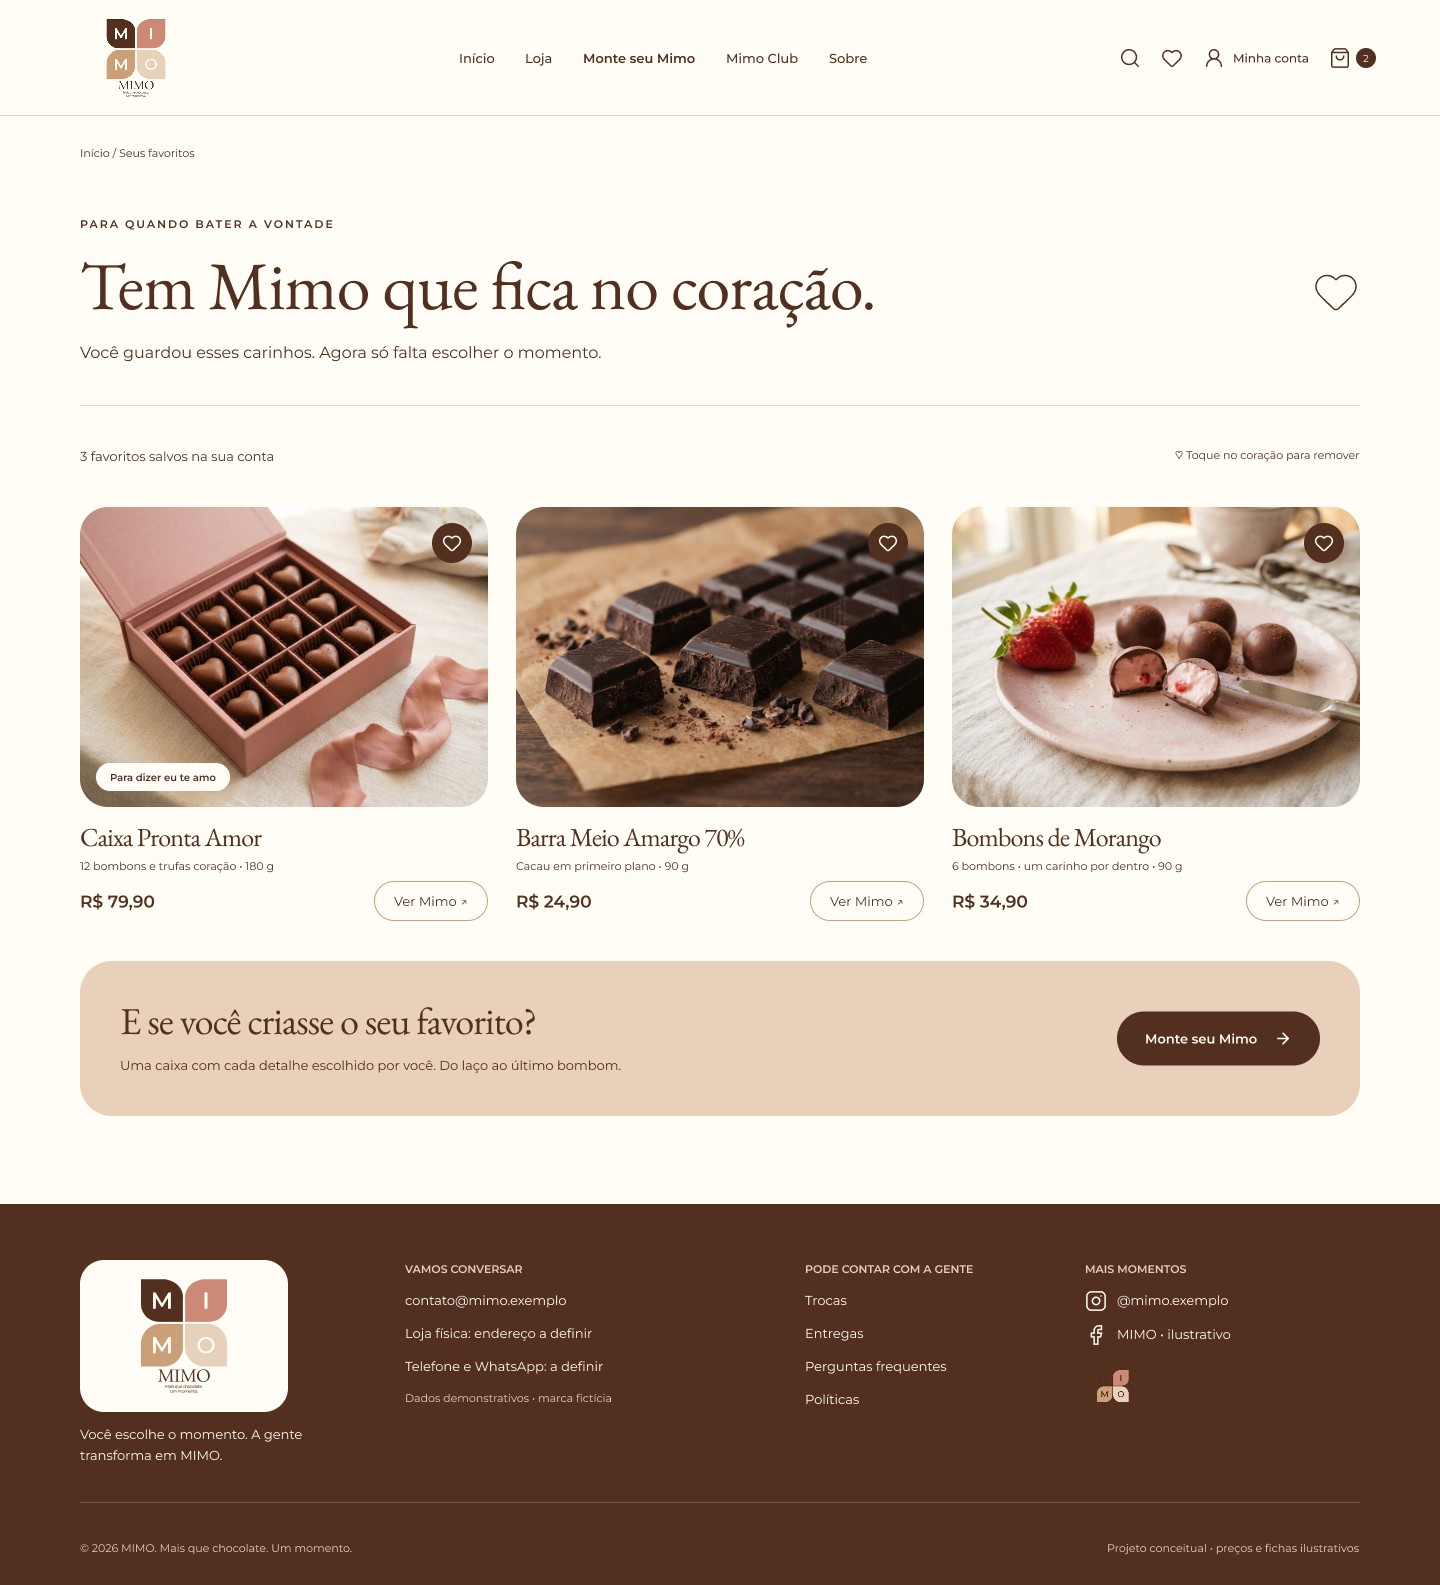 M I
M O
MIMO
Início
Loja
Monte seu Mimo
Mimo Club
Sobre
Minha conta
2
Início / Seus favoritos
PARA QUANDO BATER A VONTADE
Tem Mimo que fica no coração.
Você guardou esses carinhos. Agora só falta escolher o momento.
3 favoritos salvos na sua conta
♡ Toque no coração para remover
Para dizer eu te amo
Caixa Pronta Amor
12 bombons e trufas coração • 180 g
R$ 79,90
Ver Mimo ↗
Barra Meio Amargo 70%
Cacau em primeiro plano • 90 g
R$ 24,90
Ver Mimo ↗
Bombons de Morango
6 bombons • um carinho por dentro • 90 g
R$ 34,90
Ver Mimo ↗
E se você criasse o seu favorito?
Uma caixa com cada detalhe escolhido por você. Do laço ao último bombom.
Monte seu Mimo →
M I
M O
MIMO
Mais que chocolate.
Um momento.
Você escolhe o momento. A gente
transforma em MIMO.
VAMOS CONVERSAR
contato@mimo.exemplo
Loja física: endereço a definir
Telefone e WhatsApp: a definir
Dados demonstrativos • marca fictícia
PODE CONTAR COM A GENTE
Trocas
Entregas
Perguntas frequentes
Políticas
MAIS MOMENTOS
@mimo.exemplo
MIMO • ilustrativo
I
M O
© 2026 MIMO. Mais que chocolate. Um momento.
Projeto conceitual • preços e fichas ilustrativos